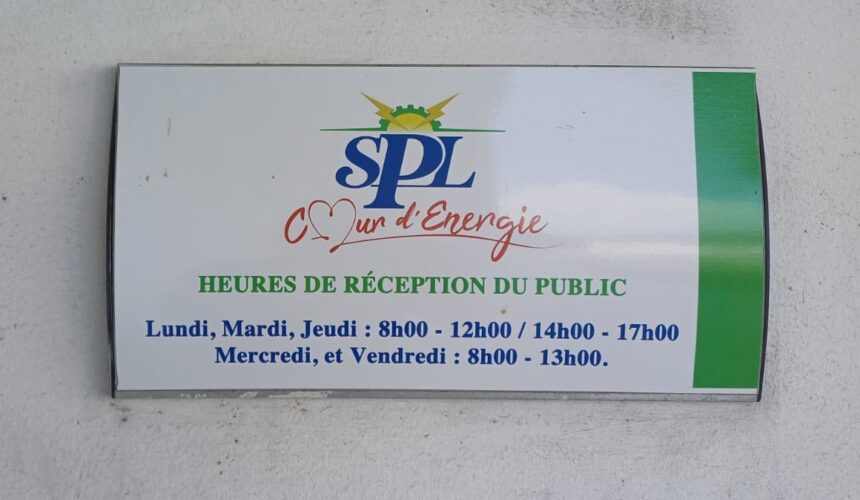 SPL
Cœur d'Energie
HEURES DE RÉCEPTION DU PUBLIC
Lundi, Mardi, Jeudi : 8h00 - 12h00 / 14h00 - 17h00
Mercredi, et Vendredi : 8h00 - 13h00.